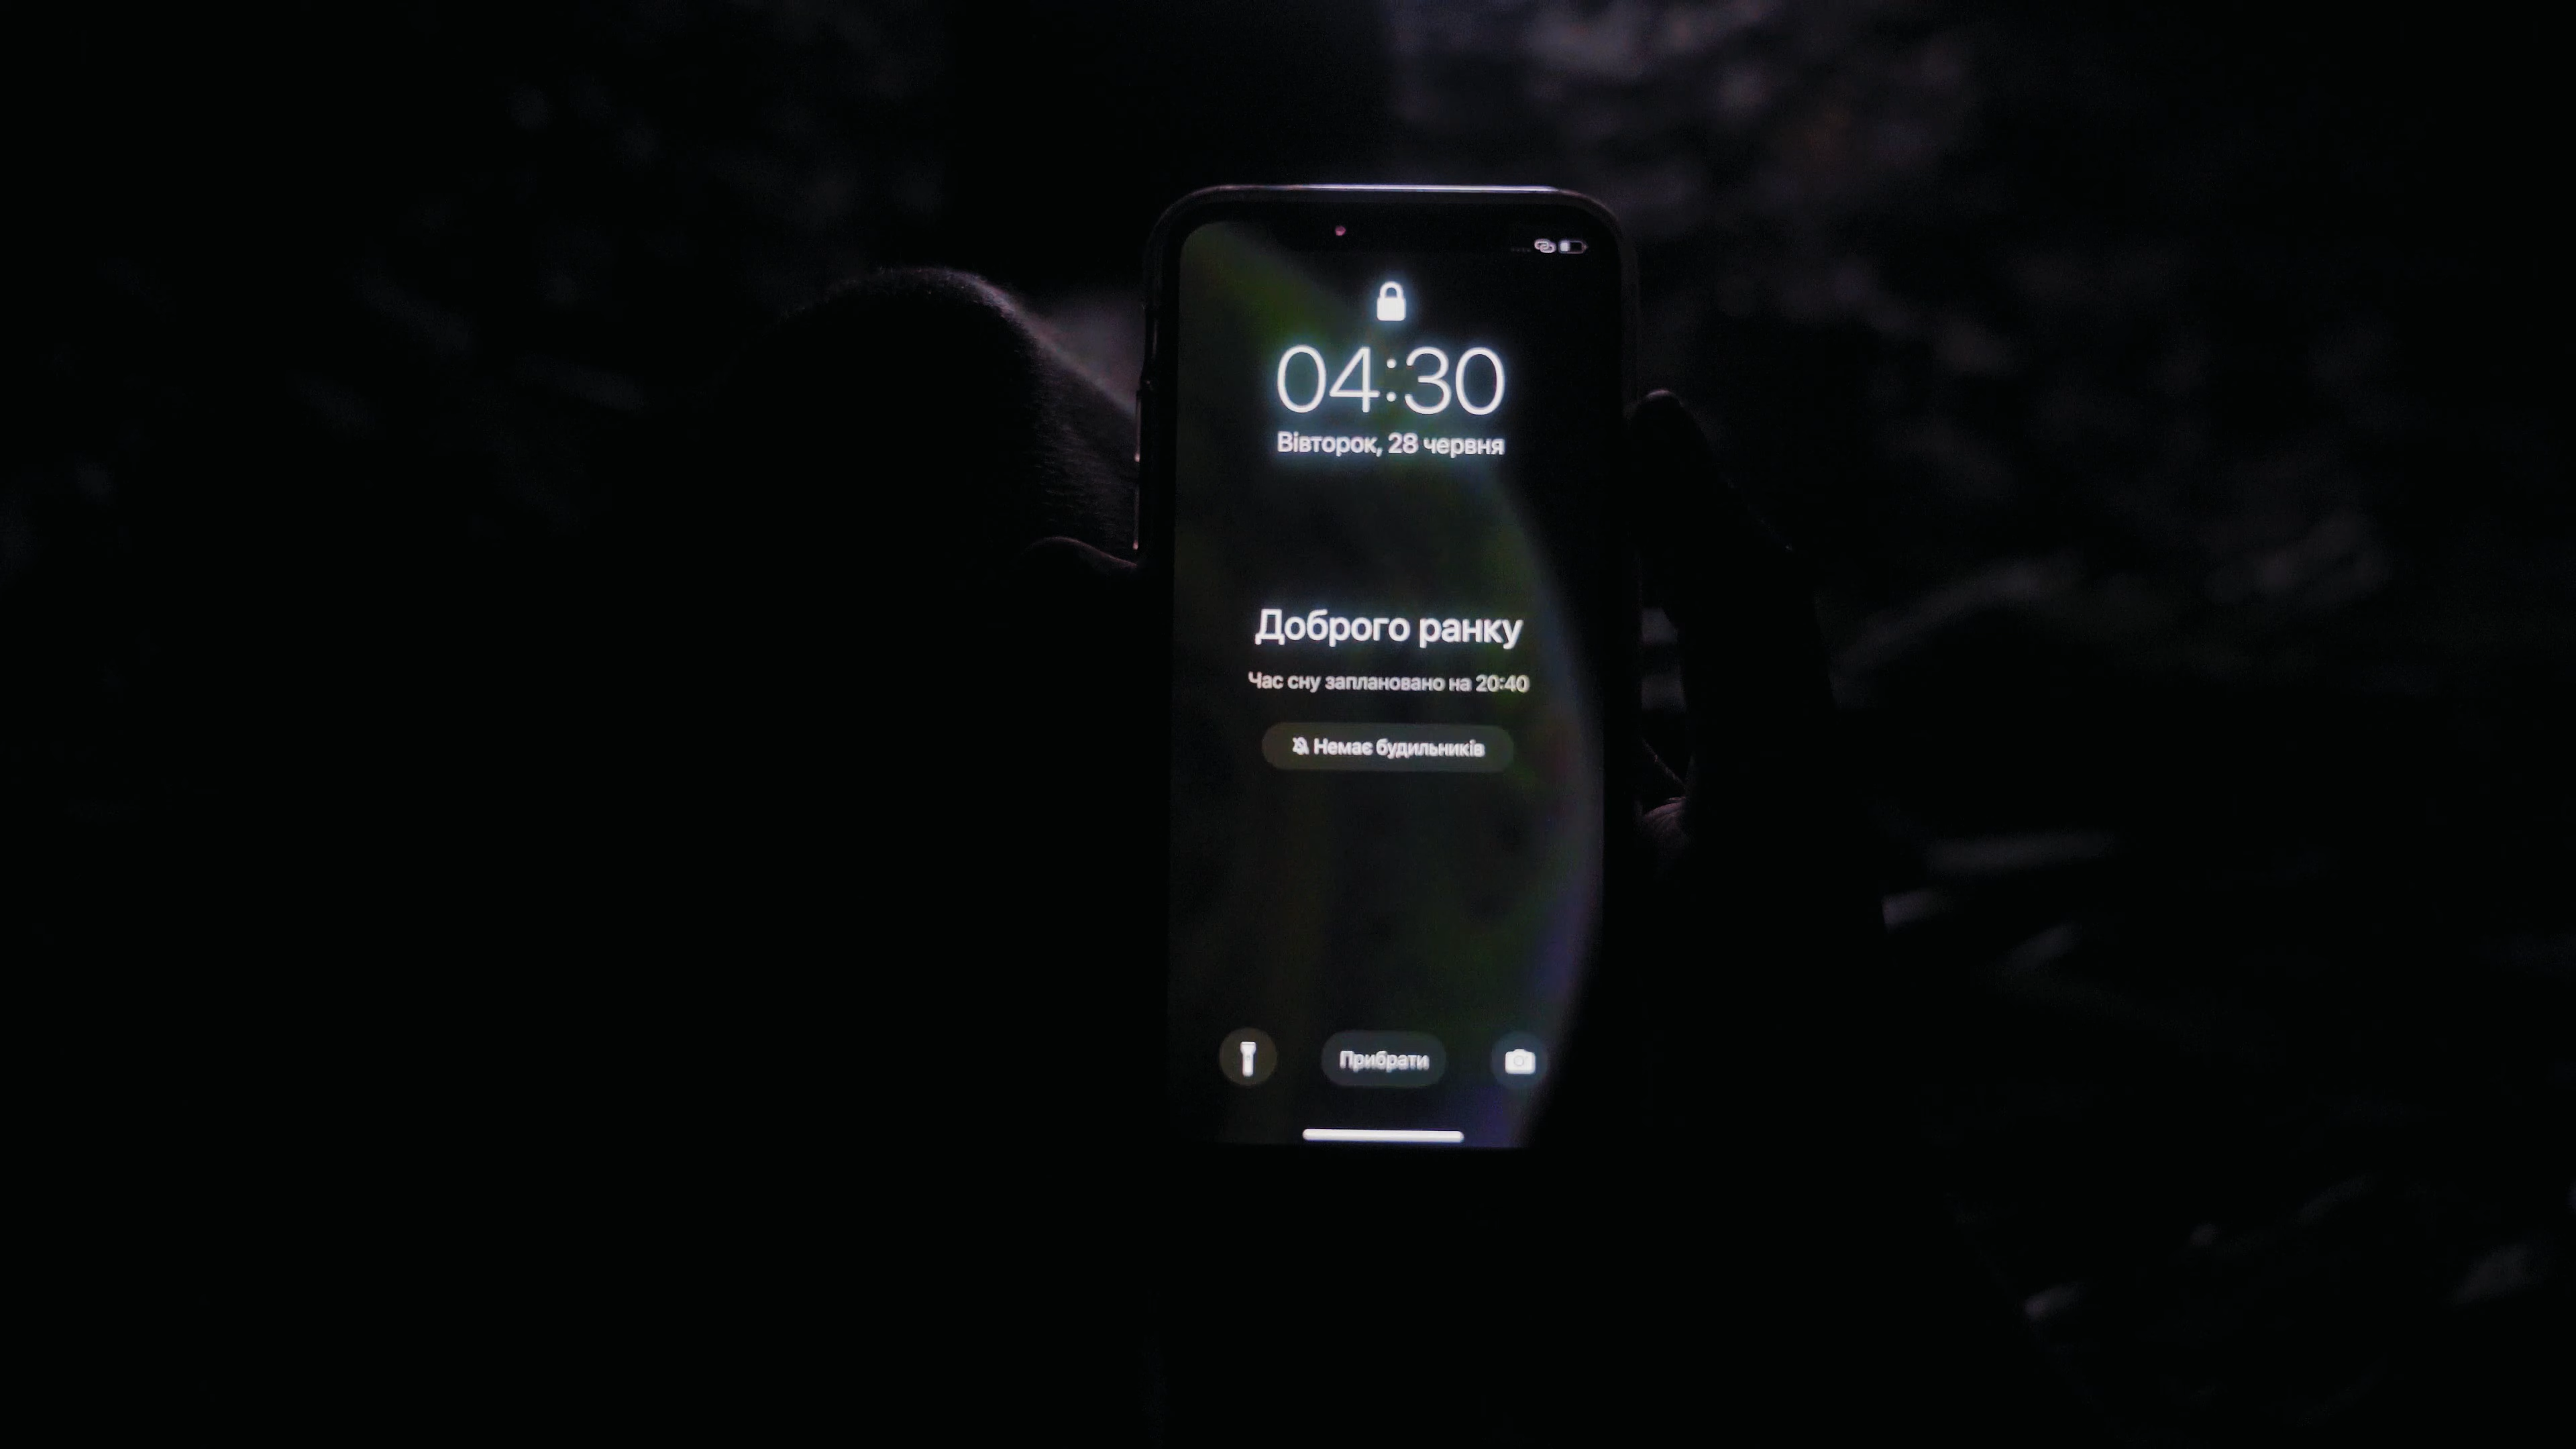 04:30
Вівторок, 28 червня
Доброго ранку
Час сну заплановано на 20:40
Немає будильників
Прибрати